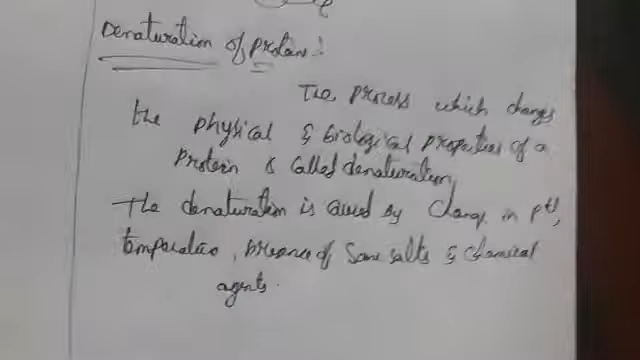 Denaturation of protein :
The process which changes
the physical & biological properties of a
protein is called denaturation,
The denaturation is caused by change in pH,
temperature, presence of some salts & chemical
agents.